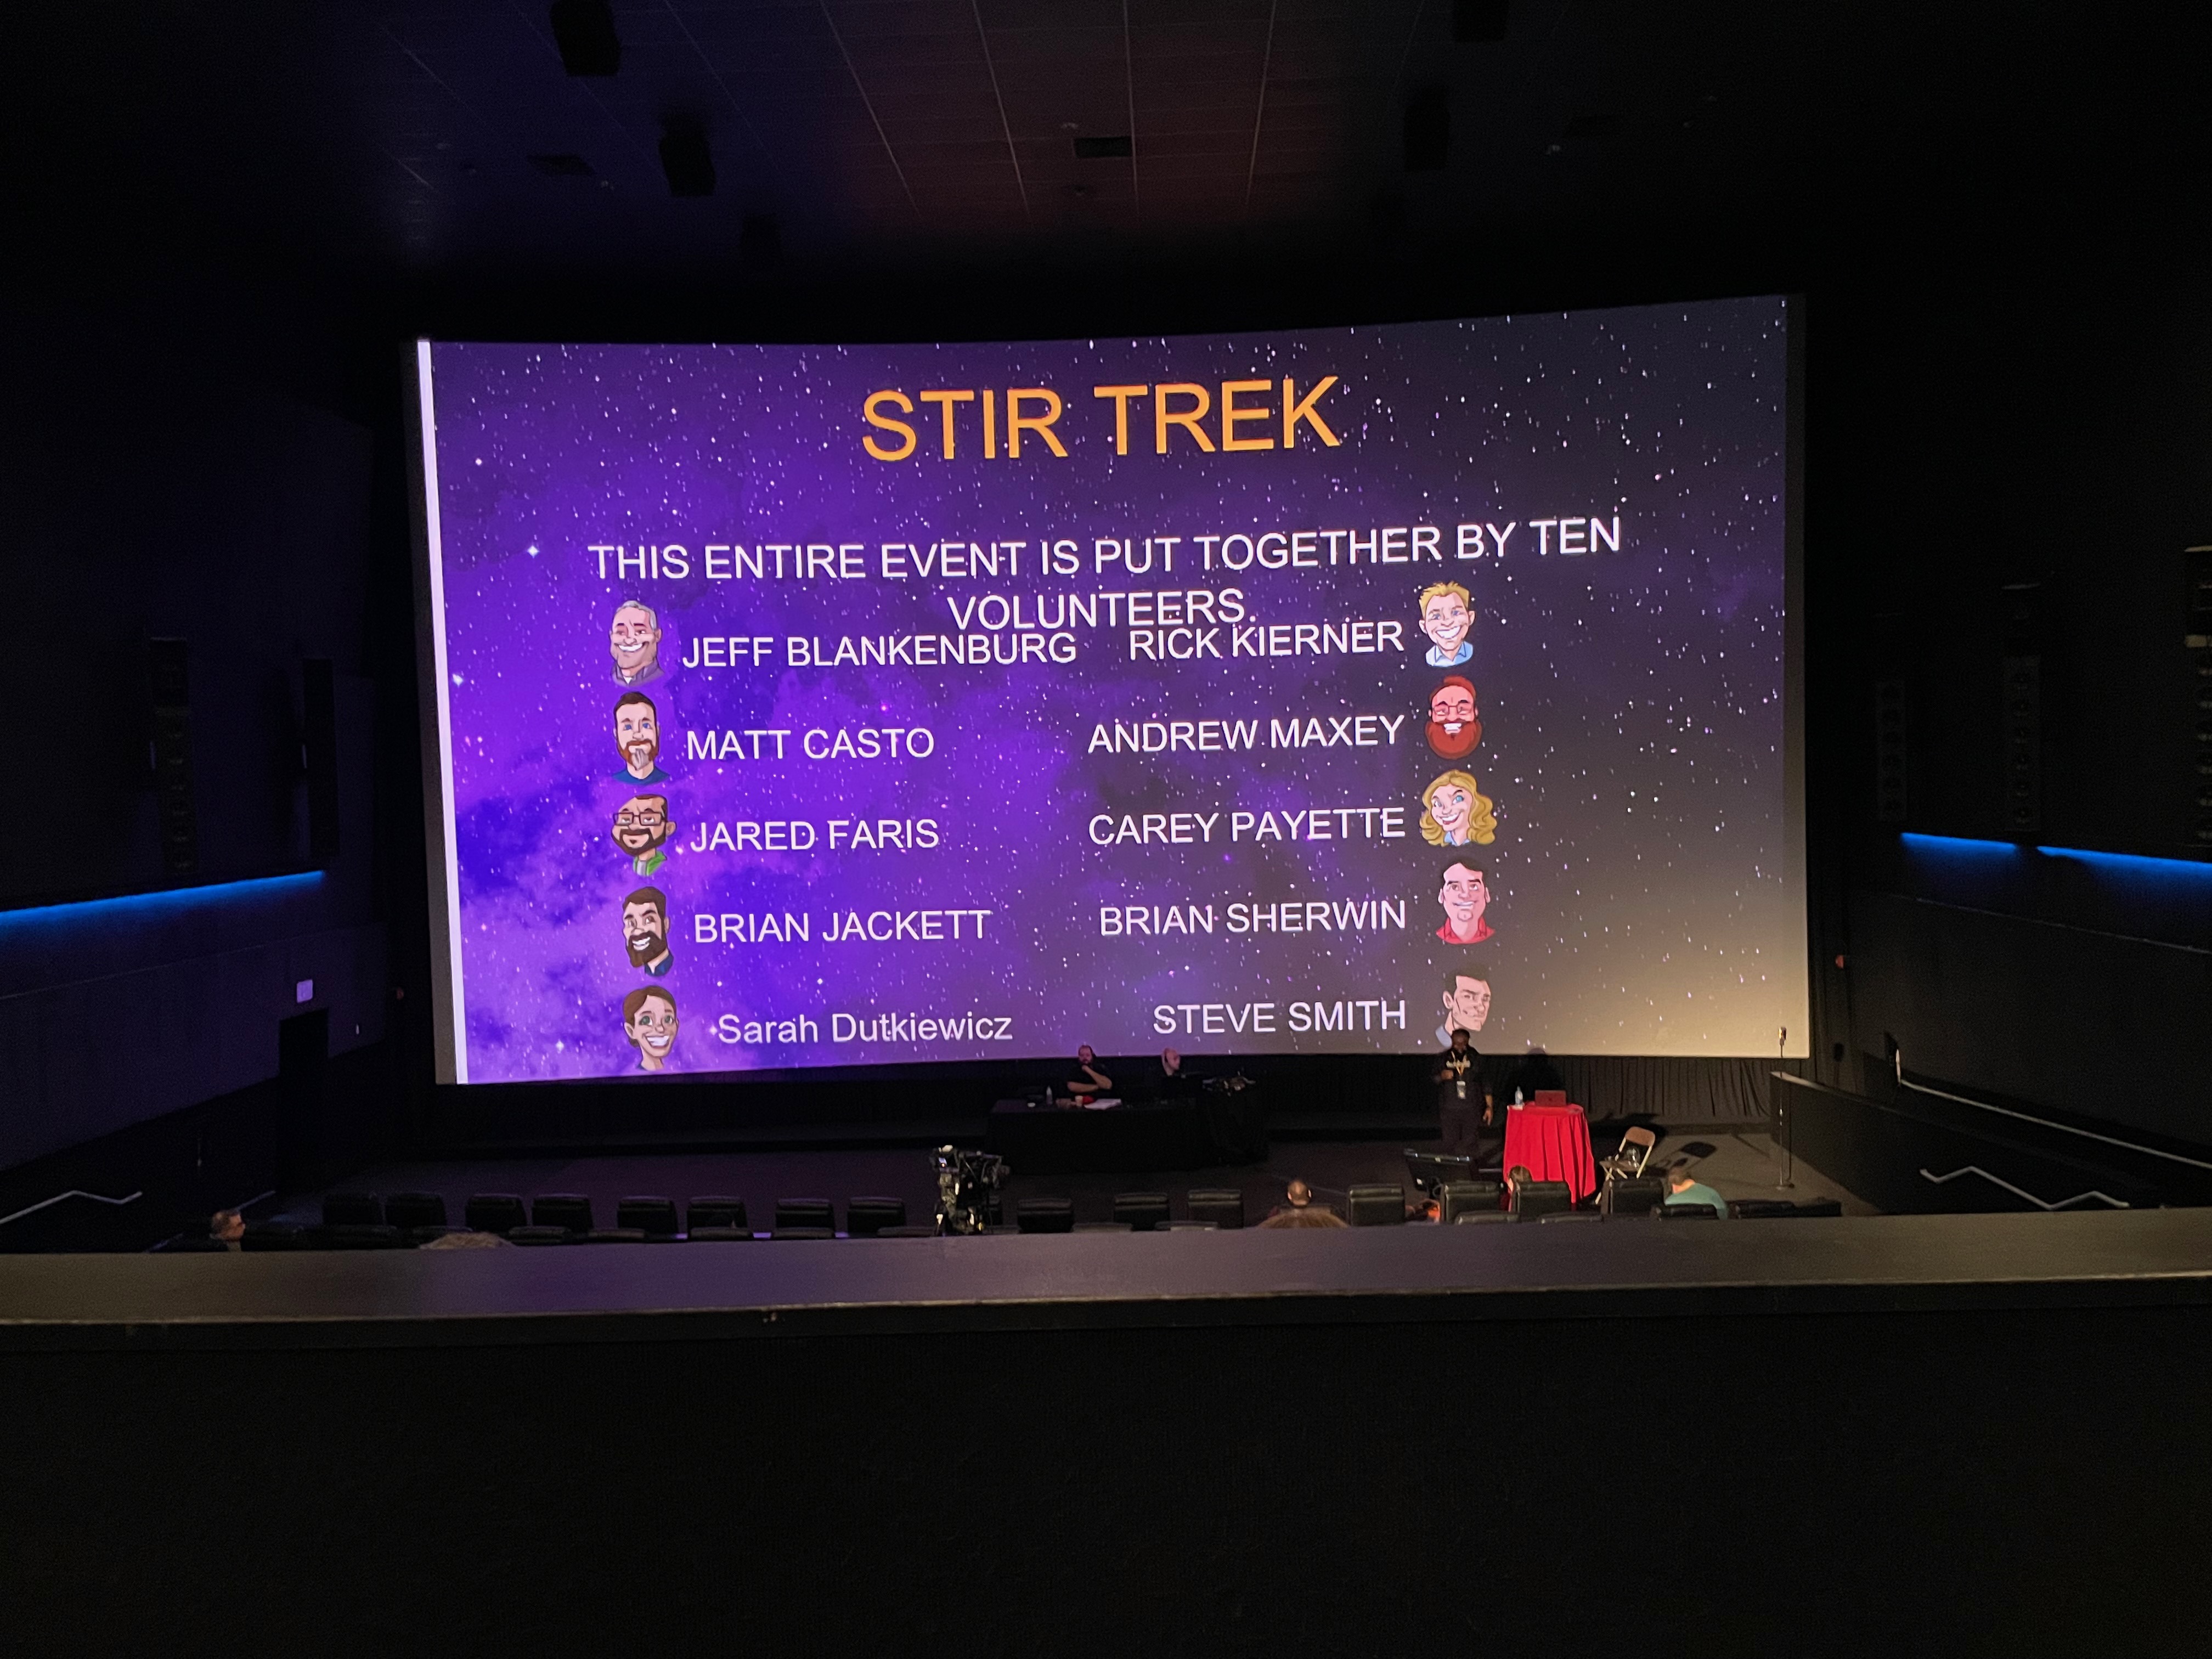 STIR TREK
THIS ENTIRE EVENT IS PUT TOGETHER BY TEN
VOLUNTEERS.
JEFF BLANKENBURG RICK KIERNER
MATT CASTO ANDREW MAXEY
JARED FARIS CAREY PAYETTE
BRIAN JACKETT BRIAN SHERWIN
Sarah Dutkiewicz STEVE SMITH